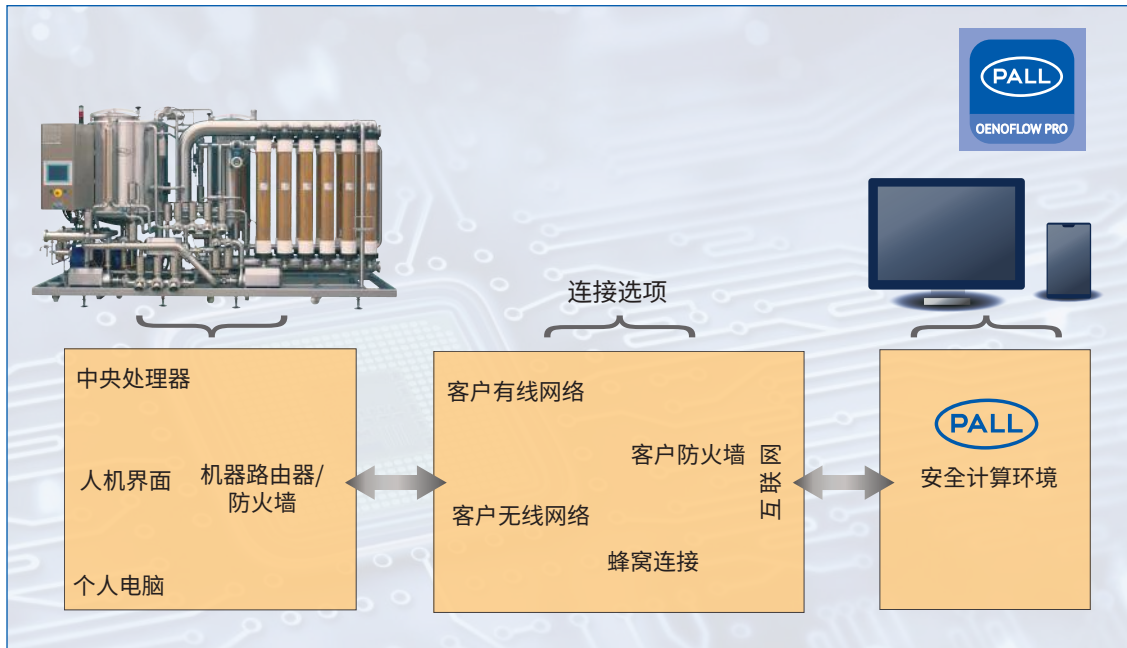 PALL
OENOFLOW PRO
连接选项
中央处理器
人机界面
机器路由器/
防火墙
个人电脑
客户有线网络
客户防火墙
互联网
客户无线网络
蜂窝连接
PALL
安全计算环境